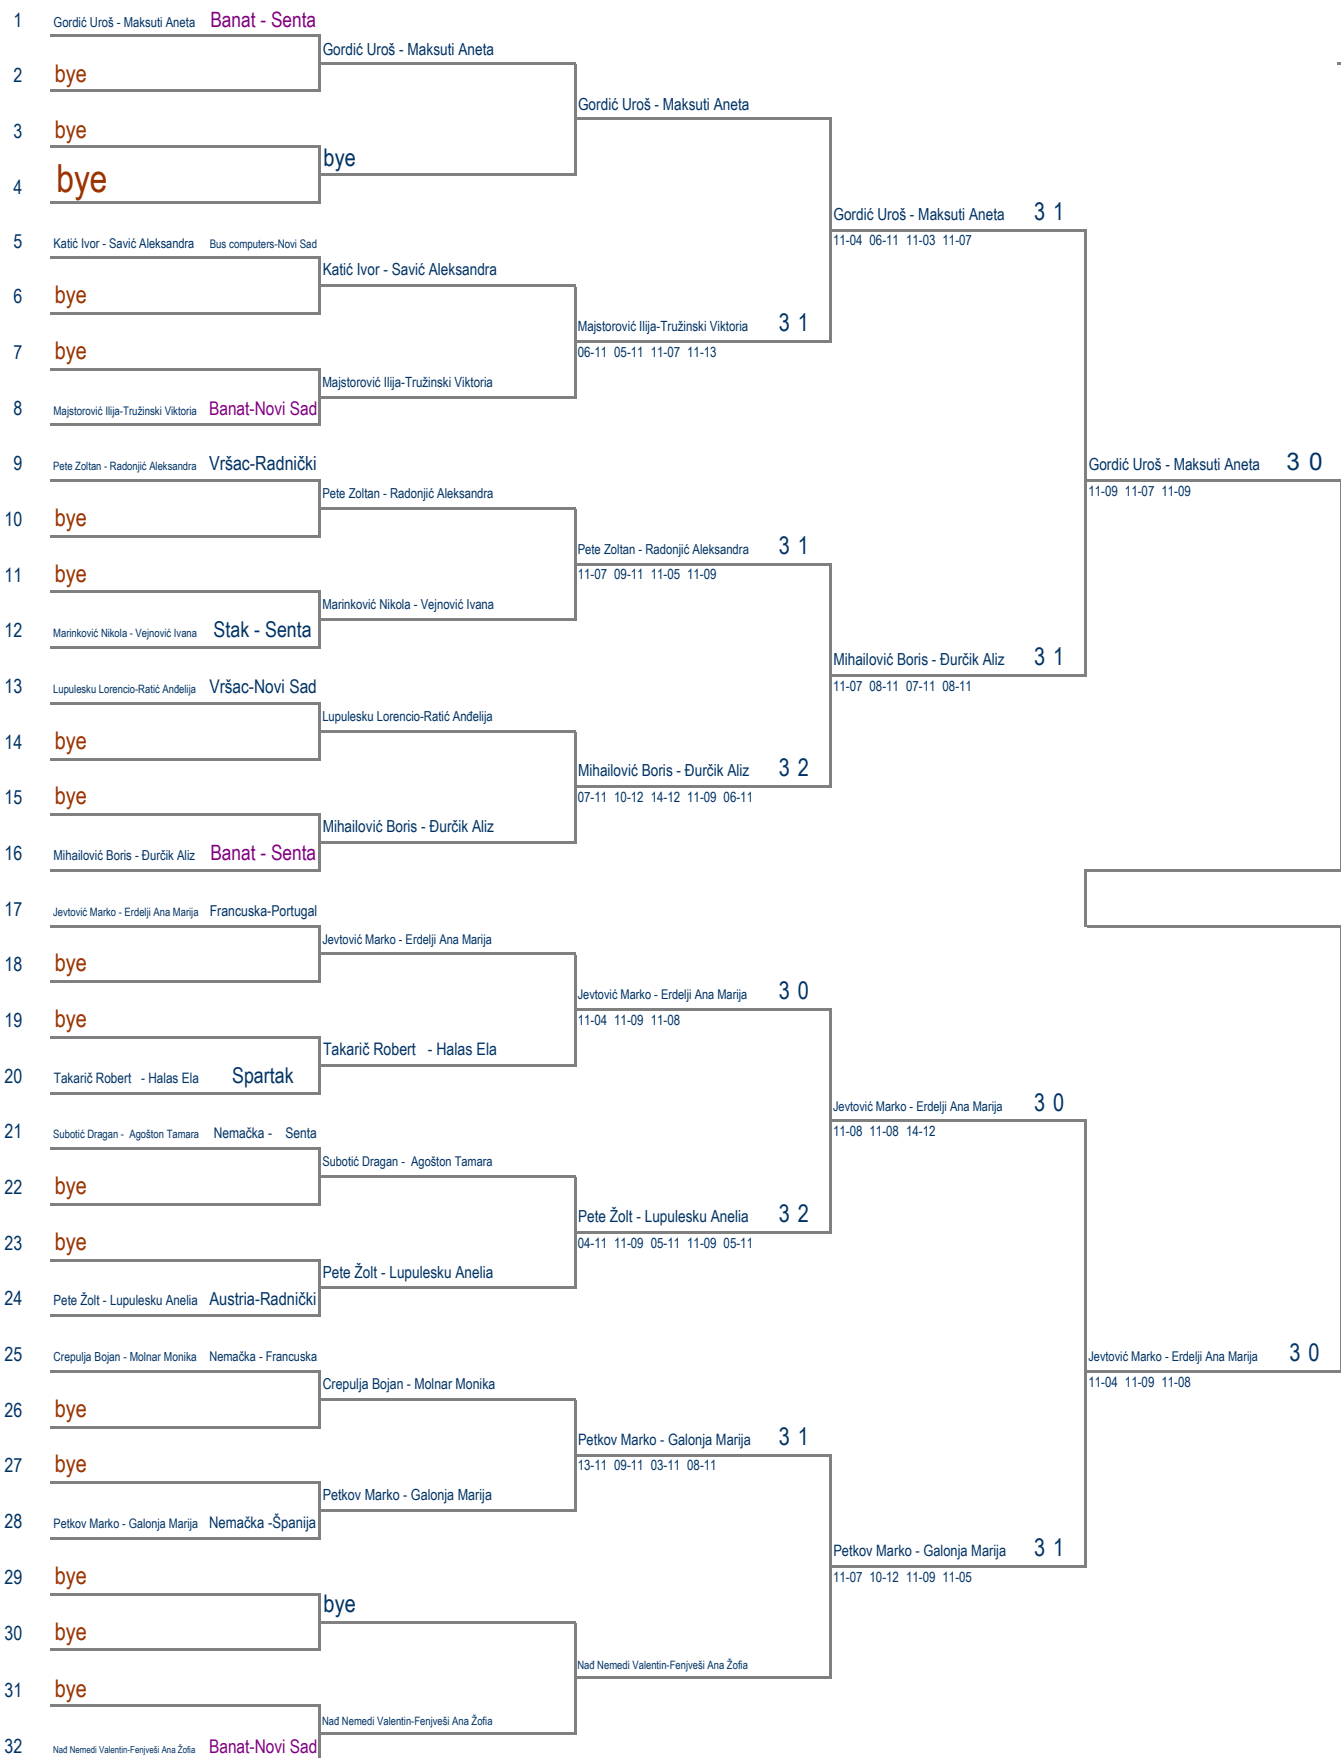 1 Gordić Uroš - Maksuti Aneta Banat - Senta
Gordić Uroš - Maksuti Aneta
2 bye
Gordić Uroš - Maksuti Aneta
3 bye
bye
4 bye
Gordić Uroš - Maksuti Aneta 3 1
11-04 06-11 11-03 11-07
5 Katić Ivor - Savić Aleksandra Bus computers-Novi Sad
Katić Ivor - Savić Aleksandra
6 bye
Majstorović Ilija-Tružinski Viktoria 3 1
06-11 05-11 11-07 11-13
7 bye
Majstorović Ilija-Tružinski Viktoria
8 Majstorović Ilija-Tružinski Viktoria Banat-Novi Sad
9 Pete Zoltan - Radonjić Aleksandra Vršac-Radnički
Gordić Uroš - Maksuti Aneta 3 0
11-09 11-07 11-09
Pete Zoltan - Radonjić Aleksandra
10 bye
Pete Zoltan - Radonjić Aleksandra 3 1
11-07 09-11 11-05 11-09
11 bye
Marinković Nikola - Vejnović Ivana
12 Marinković Nikola - Vejnović Ivana Stak - Senta
Mihailović Boris - Đurčik Aliz 3 1
11-07 08-11 07-11 08-11
13 Lupulesku Lorencio-Ratić Anđelija Vršac-Novi Sad
Lupulesku Lorencio-Ratić Anđelija
14 bye
Mihailović Boris - Đurčik Aliz 3 2
07-11 10-12 14-12 11-09 06-11
15 bye
Mihailović Boris - Đurčik Aliz
16 Mihailović Boris - Đurčik Aliz Banat - Senta
17 Jevtović Marko - Erdelji Ana Marija Francuska-Portugal
Jevtović Marko - Erdelji Ana Marija
18 bye
Jevtović Marko - Erdelji Ana Marija 3 0
11-04 11-09 11-08
19 bye
Takarič Robert - Halas Ela
20 Takarič Robert - Halas Ela Spartak
Jevtović Marko - Erdelji Ana Marija 3 0
11-08 11-08 14-12
21 Subotić Dragan - Agošton Tamara Nemačka - Senta
Subotić Dragan - Agošton Tamara
22 bye
Pete Žolt - Lupulesku Anelia 3 2
04-11 11-09 05-11 11-09 05-11
23 bye
Pete Žolt - Lupulesku Anelia
24 Pete Žolt - Lupulesku Anelia Austria-Radnički
25 Crepulja Bojan - Molnar Monika Nemačka - Francuska
Jevtović Marko - Erdelji Ana Marija 3 0
11-04 11-09 11-08
Crepulja Bojan - Molnar Monika
26 bye
Petkov Marko - Galonja Marija 3 1
13-11 09-11 03-11 08-11
27 bye
Petkov Marko - Galonja Marija
28 Petkov Marko - Galonja Marija Nemačka -Španija
Petkov Marko - Galonja Marija 3 1
11-07 10-12 11-09 11-05
29 bye
bye
30 bye
Nađ Nemedi Valentin-Fenjveši Ana Žofia
31 bye
Nađ Nemedi Valentin-Fenjveši Ana Žofia
32 Nađ Nemedi Valentin-Fenjveši Ana Žofia Banat-Novi Sad